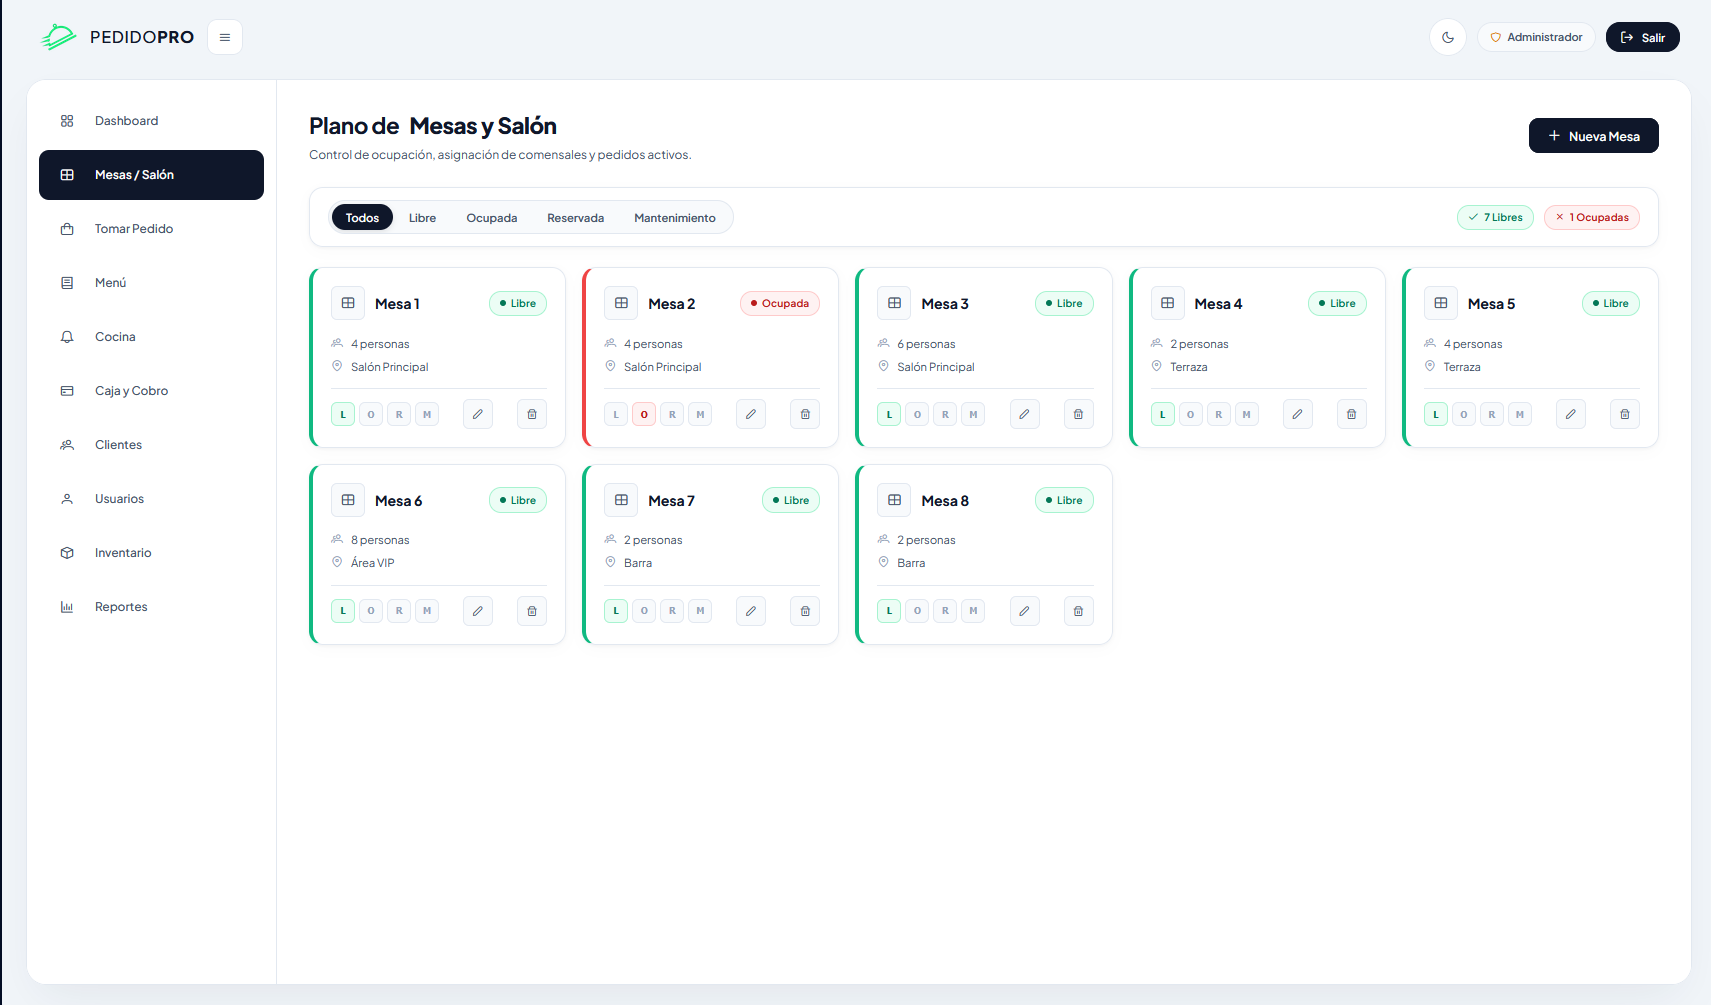 PEDIDOPRO
Administrador
Salir
Dashboard
Mesas / Salón
Tomar Pedido
Menú
Cocina
Caja y Cobro
Clientes
Usuarios
Inventario
Reportes
Plano de Mesas y Salón
Control de ocupación, asignación de comensales y pedidos activos.
Nueva Mesa
Todos Libre Ocupada Reservada Mantenimiento
7 Libres 1 Ocupadas
Mesa 1 Libre
4 personas
Salón Principal
L O R M
Mesa 2 Ocupada
4 personas
Salón Principal
L O R M
Mesa 3 Libre
6 personas
Salón Principal
L O R M
Mesa 4 Libre
2 personas
Terraza
L O R M
Mesa 5 Libre
4 personas
Terraza
L O R M
Mesa 6 Libre
8 personas
Área VIP
L O R M
Mesa 7 Libre
2 personas
Barra
L O R M
Mesa 8 Libre
2 personas
Barra
L O R M